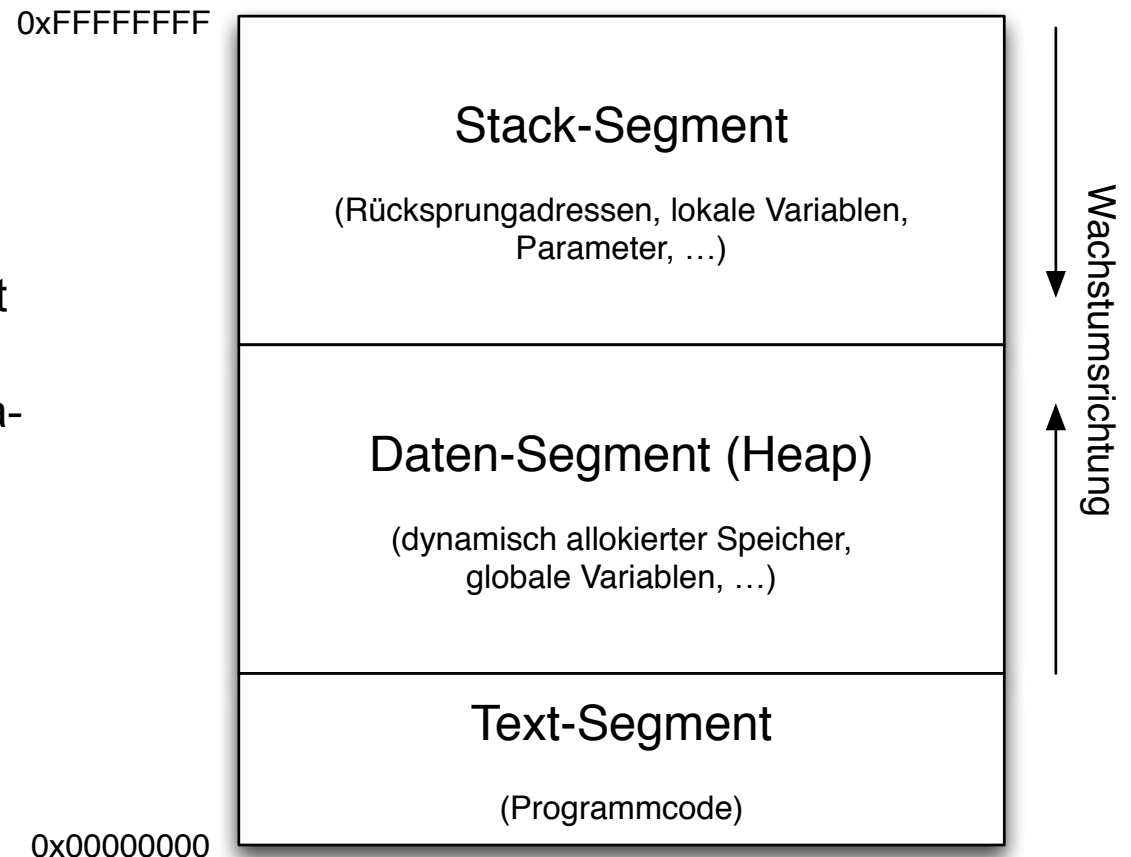 0xFFFFFFFF
Stack-Segment
(Rücksprungadressen, lokale Variablen,
Parameter, …)
t
a-
Wachstumsrichtung
Daten-Segment (Heap)
(dynamisch allokierter Speicher,
globale Variablen, …)
Text-Segment
(Programmcode)
0x00000000